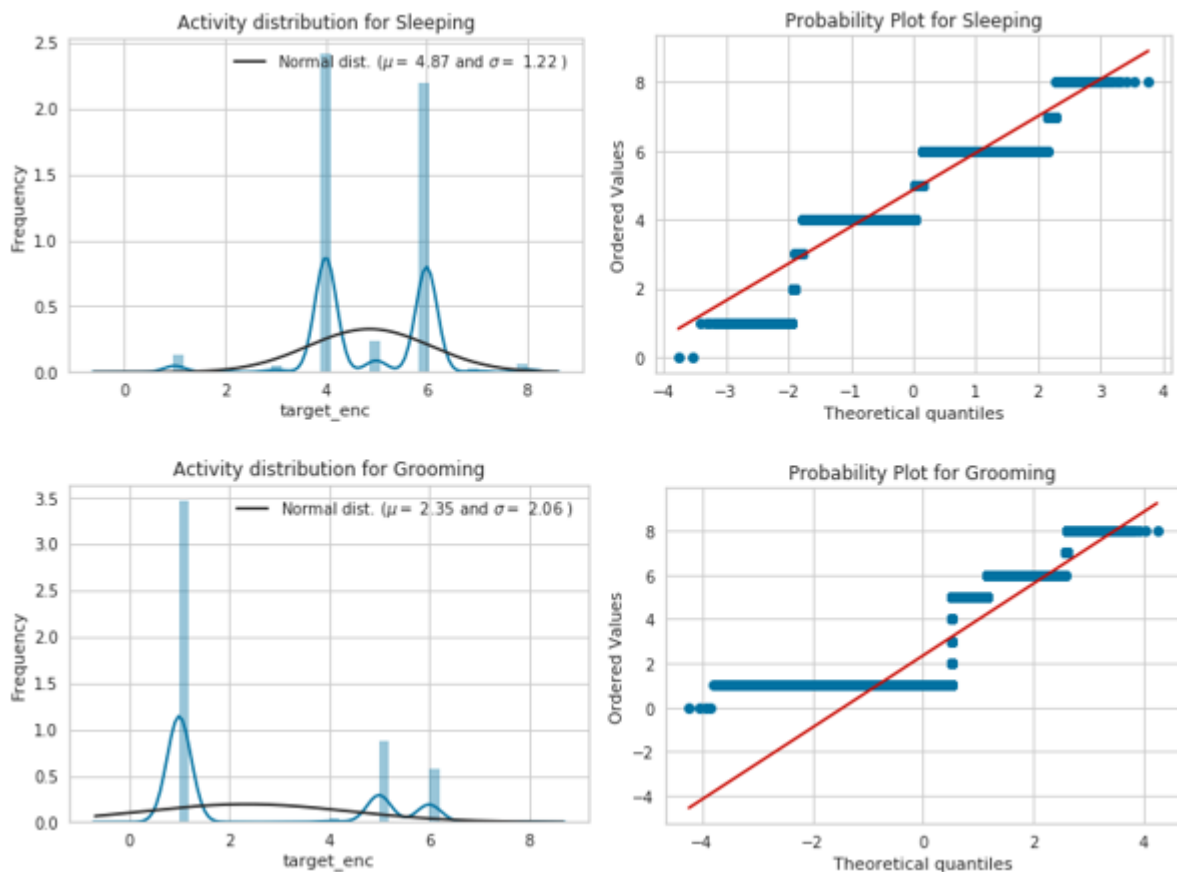 Activity distribution for Sleeping
2.5
2.0
1.5
1.0
0.5
0.0
Frequency
Normal dist. (μ= 4.87 and σ= 1.22 )
0 2 4 6 8
target_enc
Probability Plot for Sleeping
8
6
4
2
0
Ordered Values
−4 −3 −2 −1 0 1 2 3 4
Theoretical quantiles
Activity distribution for Grooming
3.5
3.0
2.5
2.0
1.5
1.0
0.5
0.0
Frequency
Normal dist. (μ= 2.35 and σ= 2.06 )
0 2 4 6 8
target_enc
Probability Plot for Grooming
8
6
4
2
0
−2
−4
Ordered Values
−4 −2 0 2 4
Theoretical quantiles